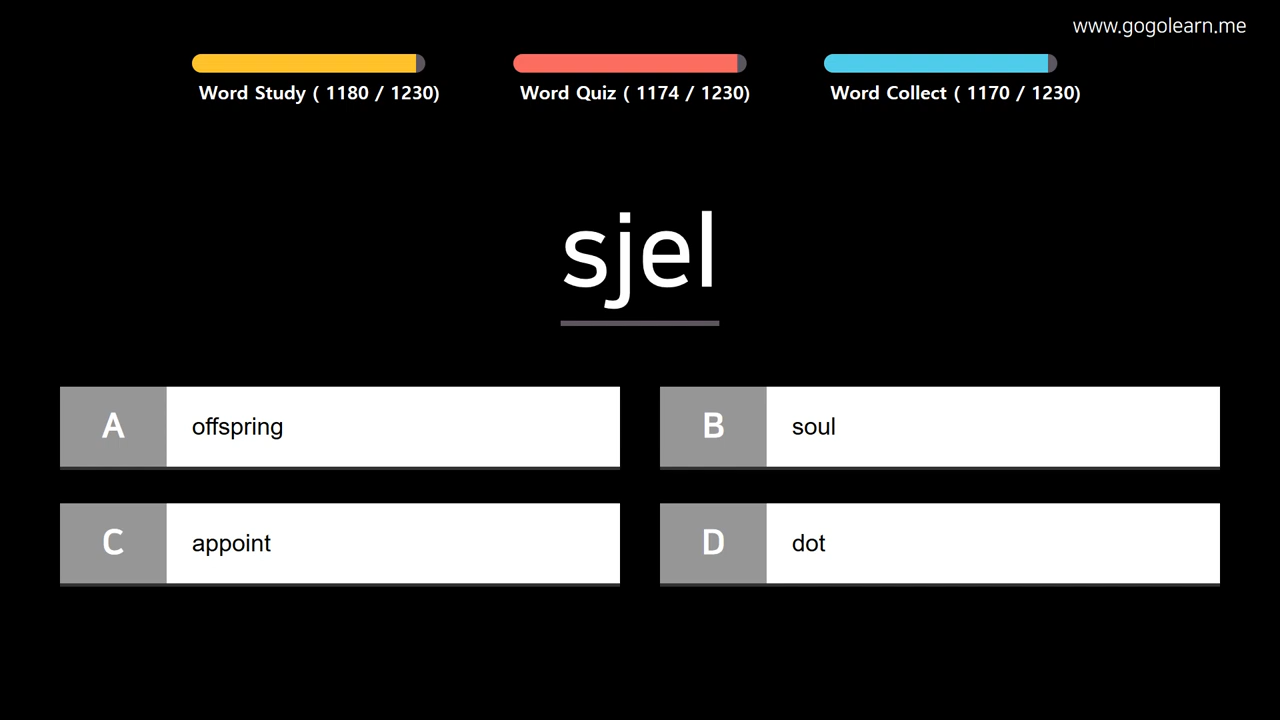 www.gogolearn.me
Word Study ( 1180 / 1230)
Word Quiz ( 1174 / 1230)
Word Collect ( 1170 / 1230)
sjel
A offspring
B soul
C appoint
D dot